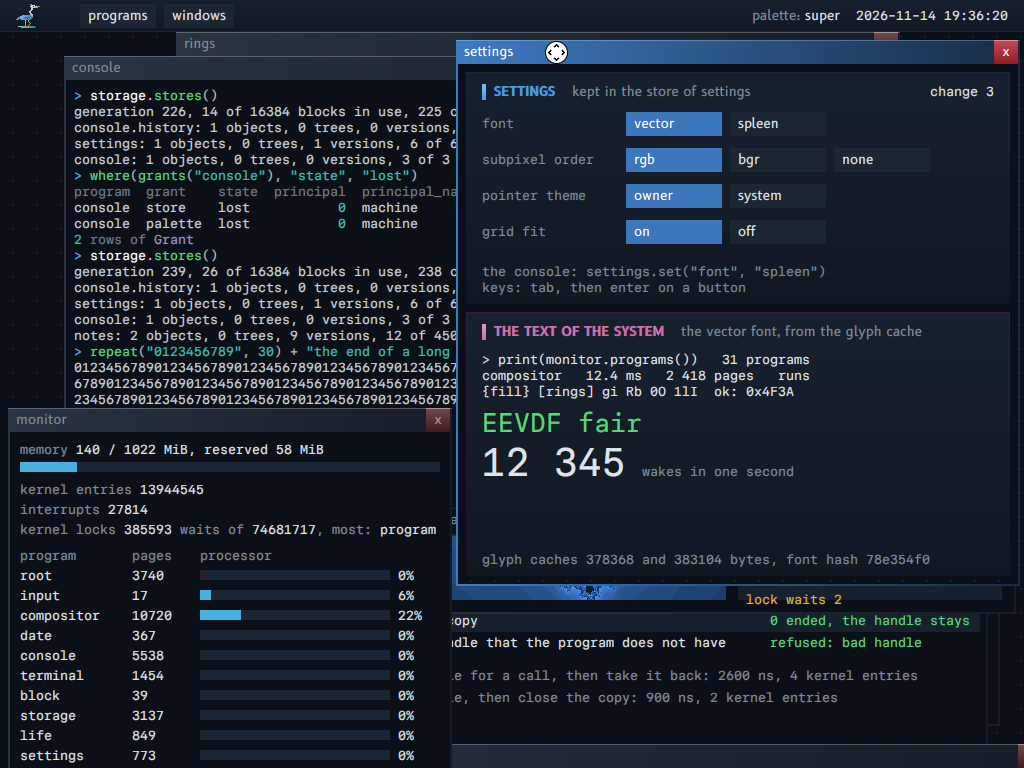 programs windows palette: super 2026-11-14 19:36:20
rings
console
> storage.stores()
generation 226, 14 of 16384 blocks in use, 225
console.history: 1 objects, 0 trees, 0 versions,
settings: 1 objects, 0 trees, 1 versions, 6 of 6
console: 1 objects, 0 trees, 0 versions, 3 of 3
> where(grants("console"), "state", "lost")
program grant state principal principal_na
console store lost 0 machine
console palette lost 0 machine
2 rows of Grant
> storage.stores()
generation 239, 26 of 16384 blocks in use, 238
console.history: 1 objects, 0 trees, 0 versions,
settings: 1 objects, 0 trees, 1 versions, 6 of 6
console: 1 objects, 0 trees, 0 versions, 3 of 3
notes: 2 objects, 0 trees, 9 versions, 12 of 450
> repeat("0123456789", 30) + "the end of a long
012345678901234567890123456789012345678901234567
678901234567890123456789012345678901234567890123
234567890123456789012345678901234567890123456789
settings x
SETTINGS kept in the store of settings change 3
font vector spleen
subpixel order rgb bgr none
pointer theme owner system
grid fit on off
the console: settings.set("font", "spleen")
keys: tab, then enter on a button
THE TEXT OF THE SYSTEM the vector font, from the glyph cache
> print(monitor.programs()) 31 programs
compositor 12.4 ms 2 418 pages runs
{fill} [rings] gi Rb 0O 1lI ok: 0x4F3A
EEVDF fair
12 345 wakes in one second
glyph caches 378368 and 383104 bytes, font hash 78e354f0
monitor x
memory 140 / 1022 MiB, reserved 58 MiB
kernel entries 13944545
interrupts 27814
kernel locks 385593 waits of 74681717, most: program
program pages processor
root 3740 0%
input 17 6%
compositor 10720 22%
date 367 0%
console 5538 0%
terminal 1454 0%
block 39 0%
storage 3137 0%
life 849 0%
settings 773 0%
lock waits 2
copy 0 ended, the handle stays
ndle that the program does not have refused: bad handle
e for a call, then take it back: 2600 ns, 4 kernel entries
e, then close the copy: 900 ns, 2 kernel entries